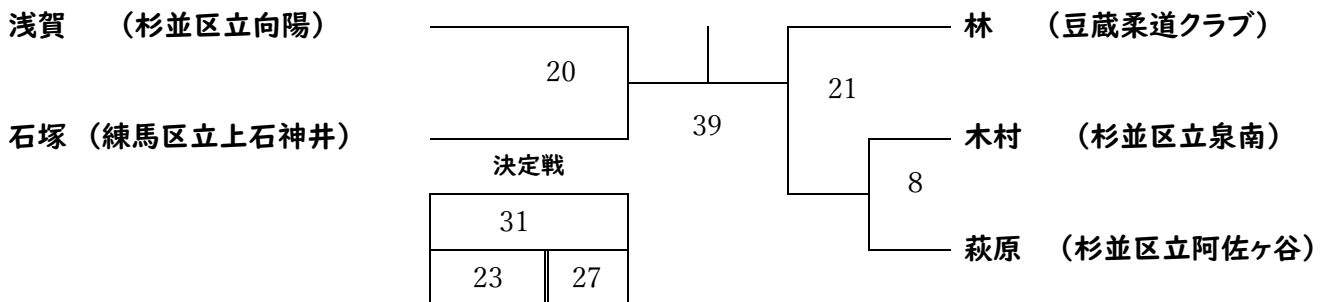 浅賀 （杉並区立向陽）
林 （豆蔵柔道クラブ）
20
21
39
石塚 （練馬区立上石神井）
木村 （杉並区立泉南）
決定戦
8
31
萩原 （杉並区立阿佐ヶ谷）
23 27